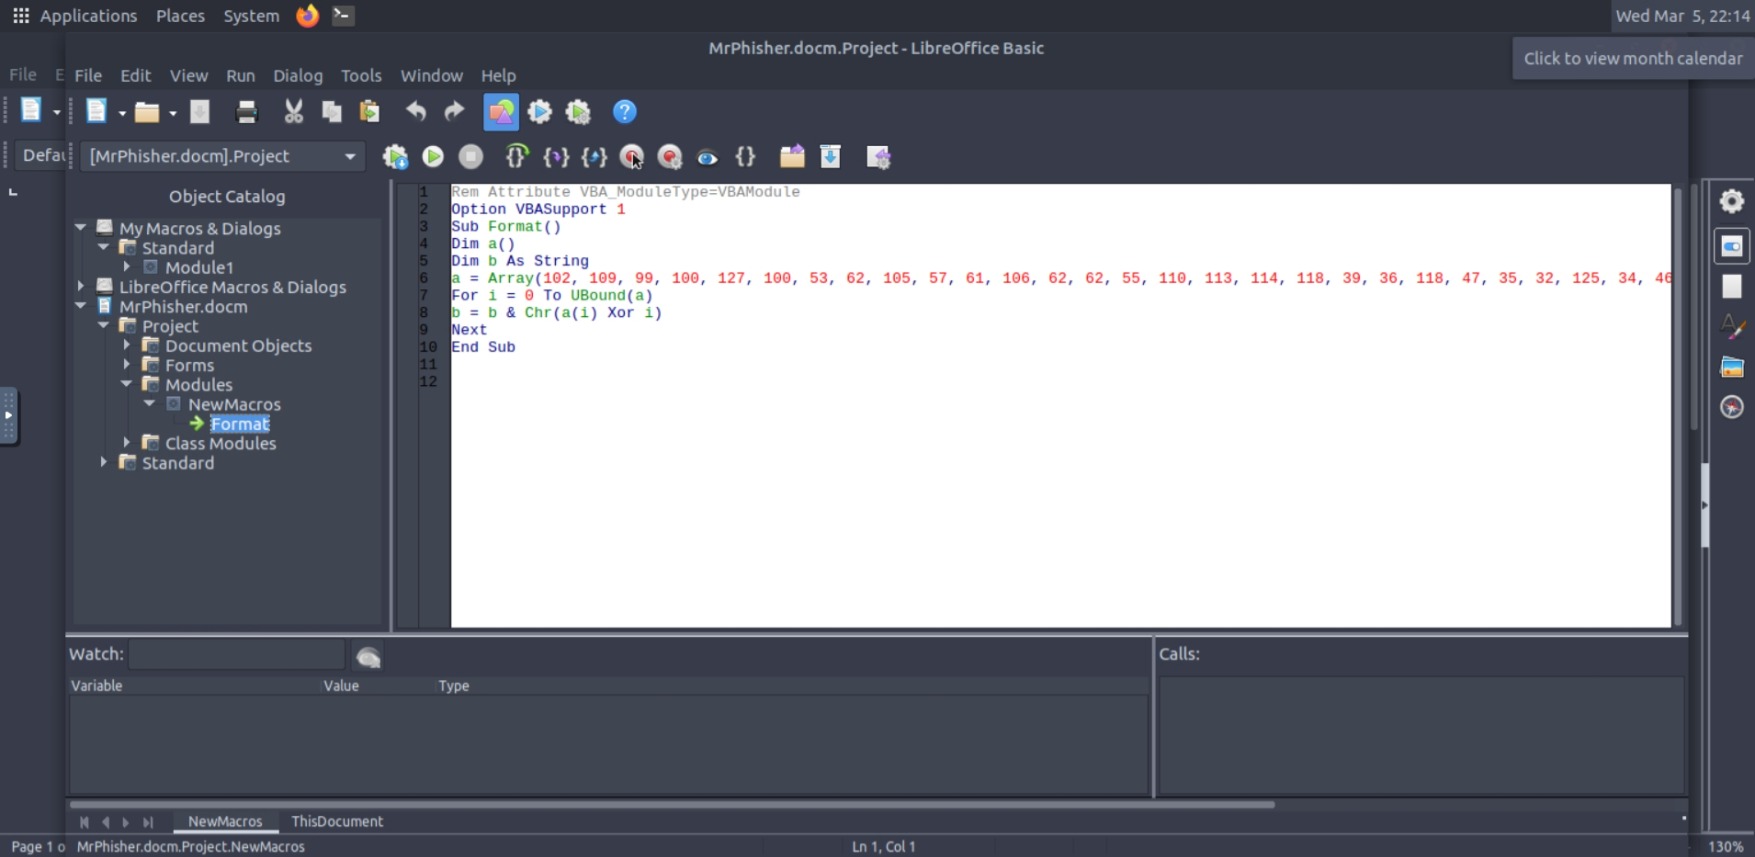 Applications Places System Wed Mar 5, 22:14
MrPhisher.docm.Project - LibreOffice Basic
Click to view month calendar
File E File Edit View Run Dialog Tools Window Help
Defau [MrPhisher.docm].Project
Object Catalog
My Macros & Dialogs
Standard
Module1
LibreOffice Macros & Dialogs
MrPhisher.docm
Project
Document Objects
Forms
Modules
NewMacros
Format
Class Modules
Standard
1 Rem Attribute VBA_ModuleType=VBAModule
2 Option VBASupport 1
3 Sub Format()
4 Dim a()
5 Dim b As String
6 a = Array(102, 109, 99, 100, 127, 100, 53, 62, 105, 57, 61, 106, 62, 62, 55, 110, 113, 114, 118, 39, 36, 118, 47, 35, 32, 125, 34, 46
7 For i = 0 To UBound(a)
8 b = b & Chr(a(i) Xor i)
9 Next
10 End Sub
11
12
Watch:
Variable Value Type
Calls:
NewMacros ThisDocument
Page 1 o MrPhisher.docm.Project.NewMacros Ln 1, Col 1 130%